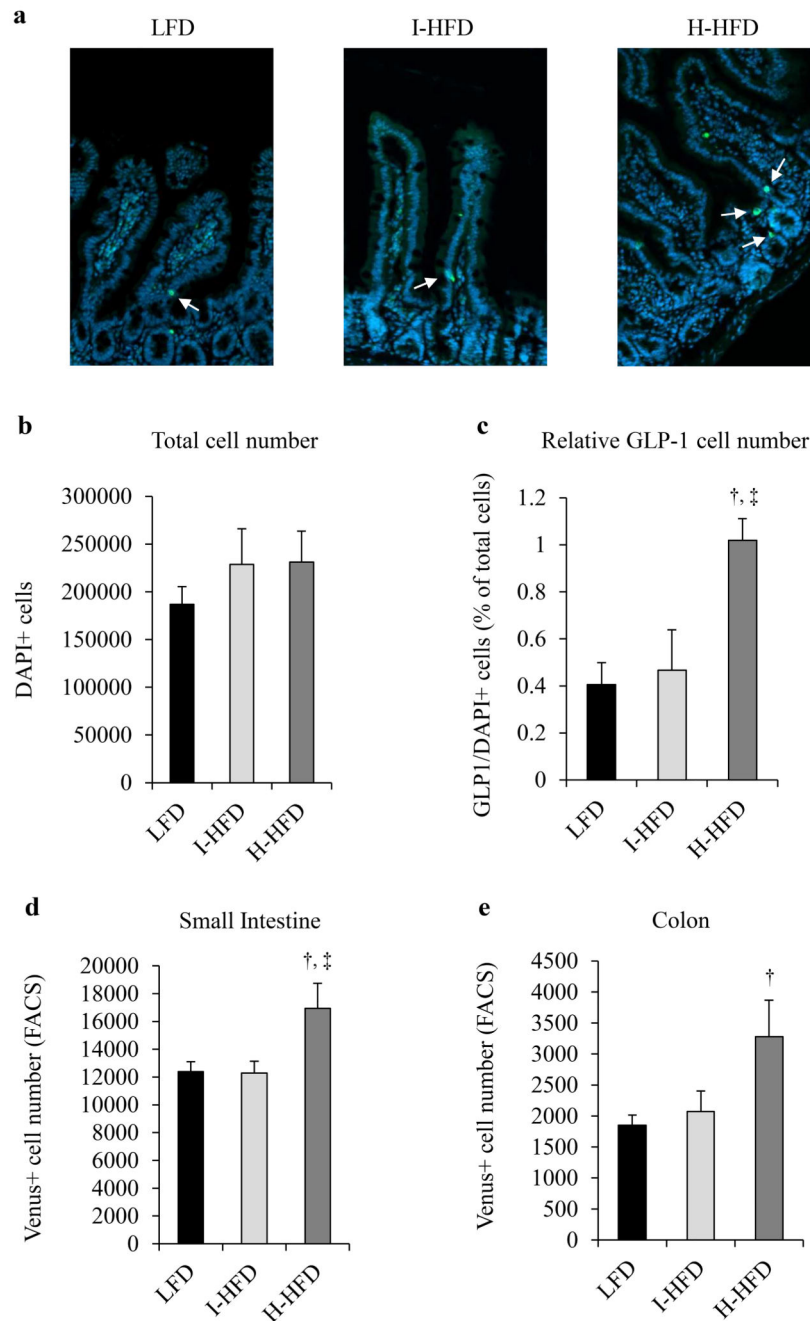 a
LFD
I-HFD
H-HFD
b
Total cell number
DAPI+ cells
300000
250000
200000
150000
100000
50000
0
LFD
I-HFD
H-HFD
c
Relative GLP-1 cell number
GLP1/DAPI+ cells (% of total cells)
1.2
1
0.8
0.6
0.4
0.2
0
†, ‡
LFD
I-HFD
H-HFD
d
Small Intestine
Venus+ cell number (FACS)
20000
18000
16000
14000
12000
10000
8000
6000
4000
2000
0
†, ‡
LFD
I-HFD
H-HFD
e
Colon
Venus+ cell number (FACS)
4500
4000
3500
3000
2500
2000
1500
1000
500
0
†
LFD
I-HFD
H-HFD